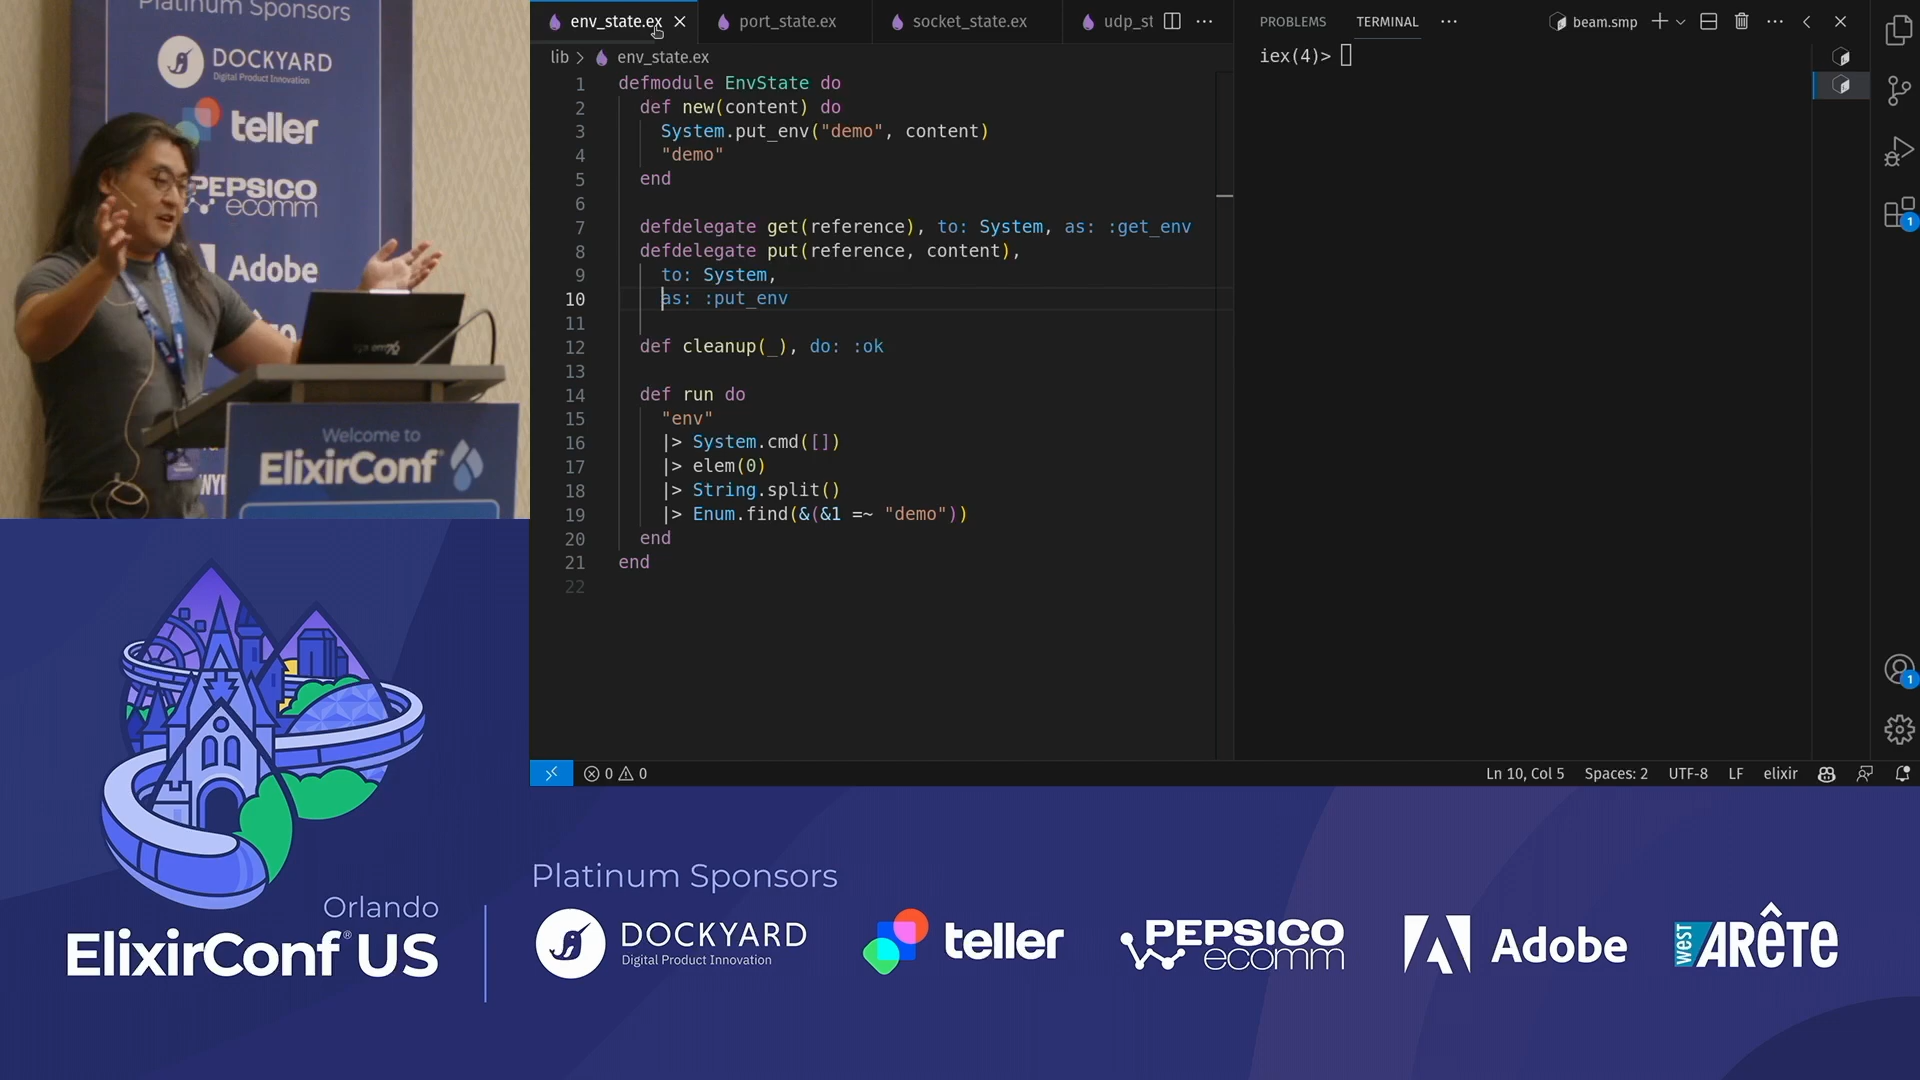 Platinum Sponsors
DOCKYARD
Digital Product Innovation
teller
PEPSICO
ecomm
Adobe
Welcome to
ElixirConf
env_state.ex
port_state.ex
socket_state.ex
udp_st
lib > env_state.ex
1 defmodule EnvState do
2 def new(content) do
3 System.put_env("demo", content)
4 "demo"
5 end
6
7 defdelegate get(reference), to: System, as: :get_env
8 defdelegate put(reference, content),
9 to: System,
10 as: :put_env
11
12 def cleanup(_), do: :ok
13
14 def run do
15 "env"
16 |> System.cmd([])
17 |> elem(0)
18 |> String.split()
19 |> Enum.find(&(&1 =~ "demo"))
20 end
21 end
22
PROBLEMS
TERMINAL
beam.smp
iex(4)>
1
1
0 0
Ln 10, Col 5
Spaces: 2
UTF-8
LF
elixir
Orlando
ElixirConf® US
Platinum Sponsors
DOCKYARD
Digital Product Innovation
teller
PEPSICO
ecomm
Adobe
WEST ARÊTE